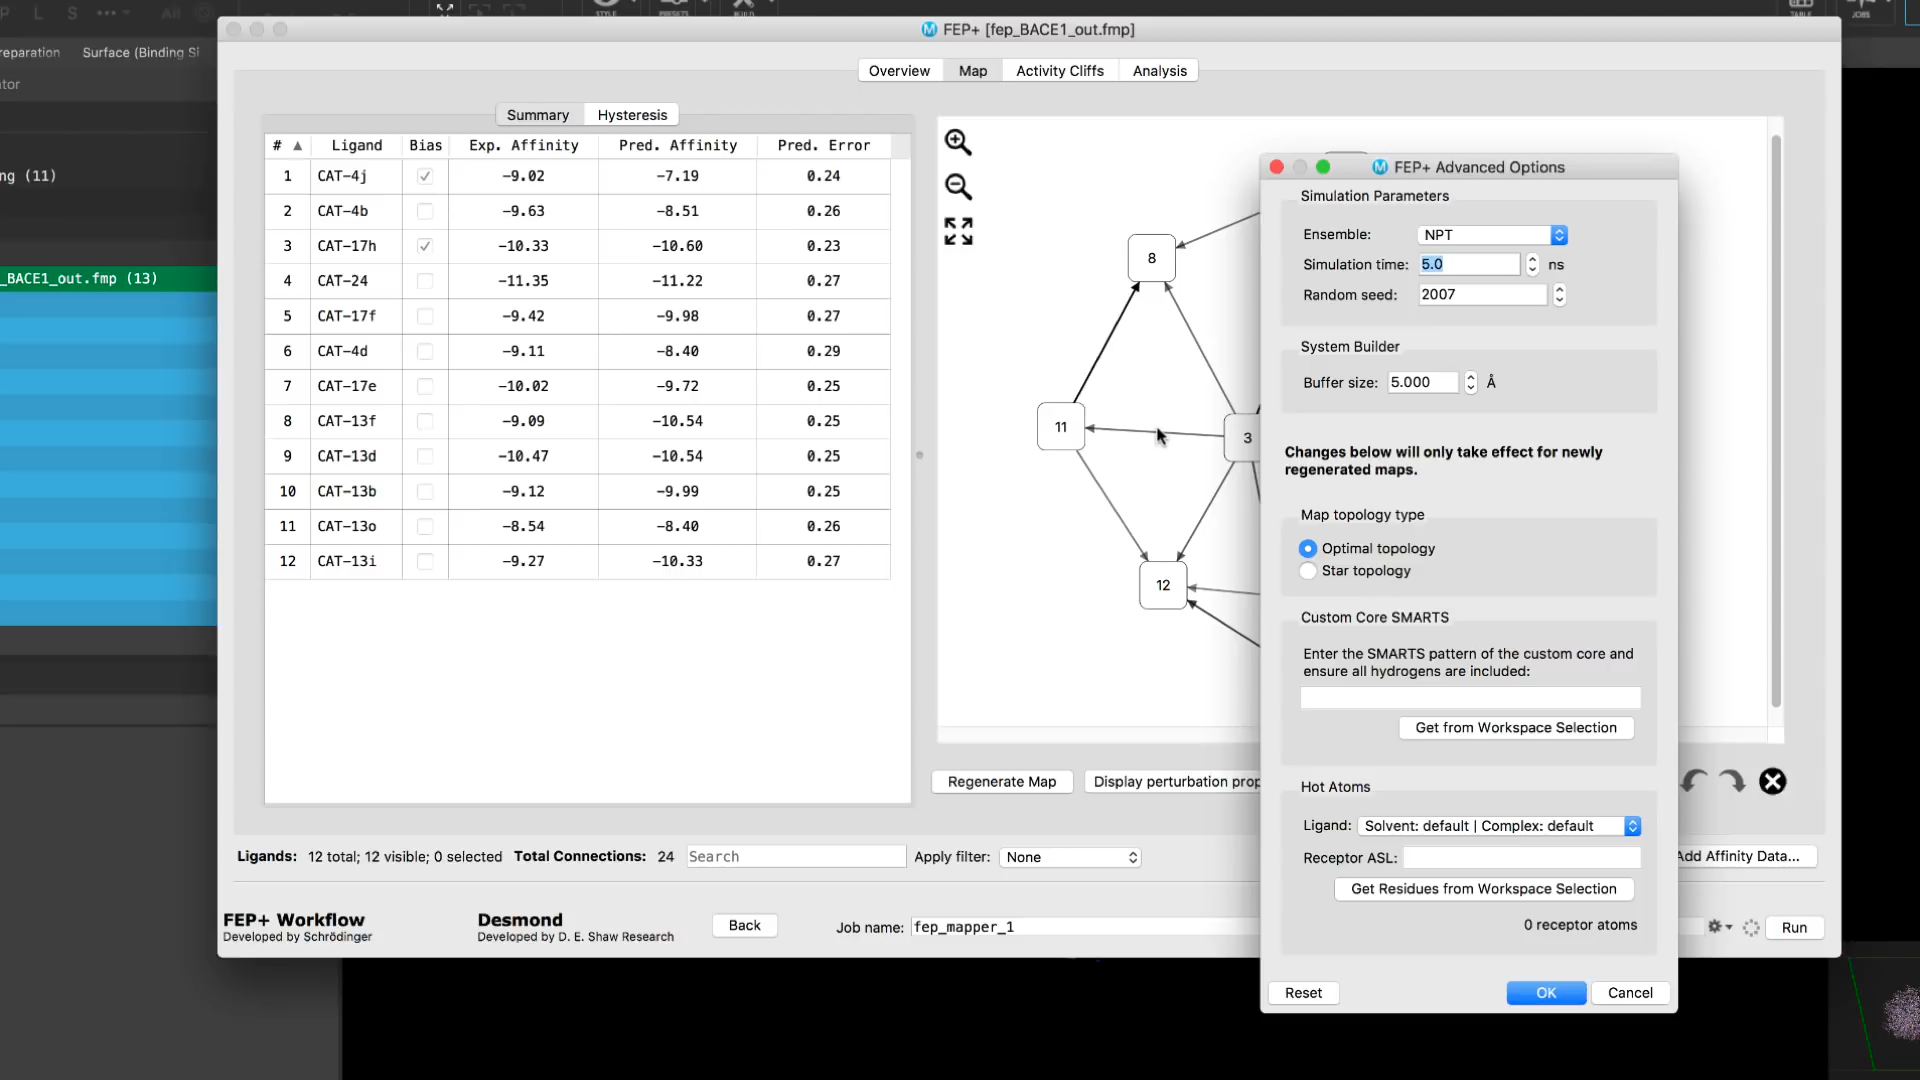 P L S ••• All
STYLE PRESETS BUILD TABLE JOBS
reparation Surface (Binding Si
tor
ng (11)
_BACE1_out.fmp (13)
FEP+ [fep_BACE1_out.fmp]
Overview Map Activity Cliffs Analysis
Summary Hysteresis
# ▲ Ligand Bias Exp. Affinity Pred. Affinity Pred. Error
1 CAT-4j ✓ -9.02 -7.19 0.24
2 CAT-4b -9.63 -8.51 0.26
3 CAT-17h ✓ -10.33 -10.60 0.23
4 CAT-24 -11.35 -11.22 0.27
5 CAT-17f -9.42 -9.98 0.27
6 CAT-4d -9.11 -8.40 0.29
7 CAT-17e -10.02 -9.72 0.25
8 CAT-13f -9.09 -10.54 0.25
9 CAT-13d -10.47 -10.54 0.25
10 CAT-13b -9.12 -9.99 0.25
11 CAT-13o -8.54 -8.40 0.26
12 CAT-13i -9.27 -10.33 0.27
8
11
3
12
Regenerate Map Display perturbation prop
Ligands: 12 total; 12 visible; 0 selected Total Connections: 24 Search Apply filter: None Add Affinity Data...
FEP+ Workflow
Developed by Schrödinger
Desmond
Developed by D. E. Shaw Research
Back Job name: fep_mapper_1 Run
FEP+ Advanced Options
Simulation Parameters
Ensemble: NPT
Simulation time: 5.0 ns
Random seed: 2007
System Builder
Buffer size: 5.000 Å
Changes below will only take effect for newly
regenerated maps.
Map topology type
Optimal topology
Star topology
Custom Core SMARTS
Enter the SMARTS pattern of the custom core and
ensure all hydrogens are included:
Get from Workspace Selection
Hot Atoms
Ligand: Solvent: default | Complex: default
Receptor ASL:
Get Residues from Workspace Selection
0 receptor atoms
Reset OK Cancel